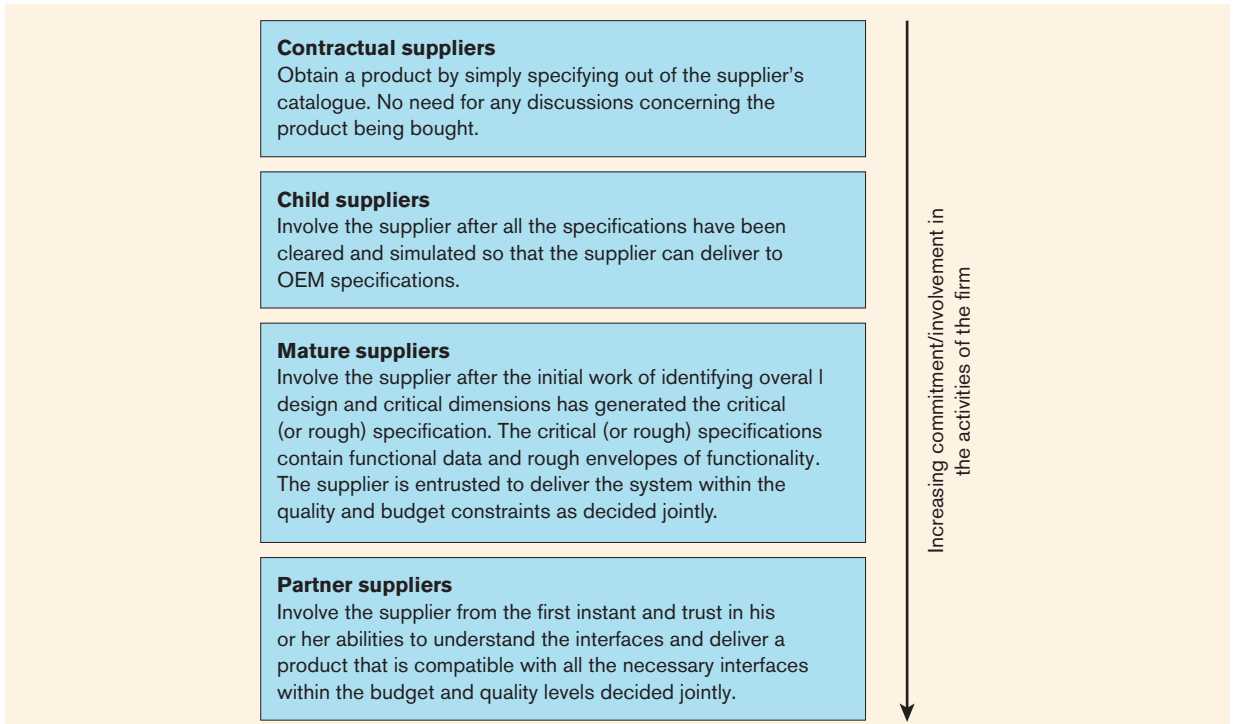 Contractual suppliers
Obtain a product by simply specifying out of the supplier's
catalogue. No need for any discussions concerning the
product being bought.
Child suppliers
Involve the supplier after all the specifications have been
cleared and simulated so that the supplier can deliver to
OEM specifications.
Mature suppliers
Involve the supplier after the initial work of identifying overal l
design and critical dimensions has generated the critical
(or rough) specification. The critical (or rough) specifications
contain functional data and rough envelopes of functionality.
The supplier is entrusted to deliver the system within the
quality and budget constraints as decided jointly.
Partner suppliers
Involve the supplier from the first instant and trust in his
or her abilities to understand the interfaces and deliver a
product that is compatible with all the necessary interfaces
within the budget and quality levels decided jointly.
Increasing commitment/involvement in
the activities of the firm